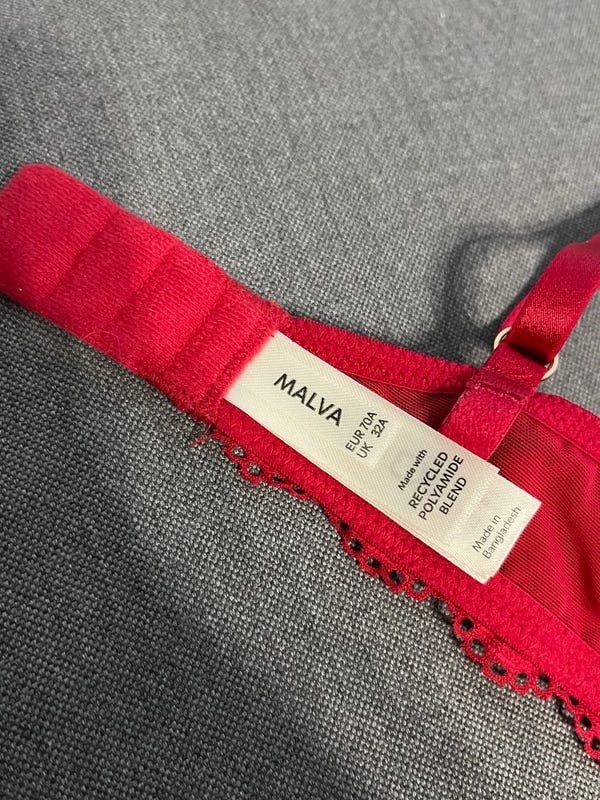 MALVA
EUR 70A
UK 32A
Made with
RECYCLED
POLYAMIDE
BLEND
Made in
Bangladesh